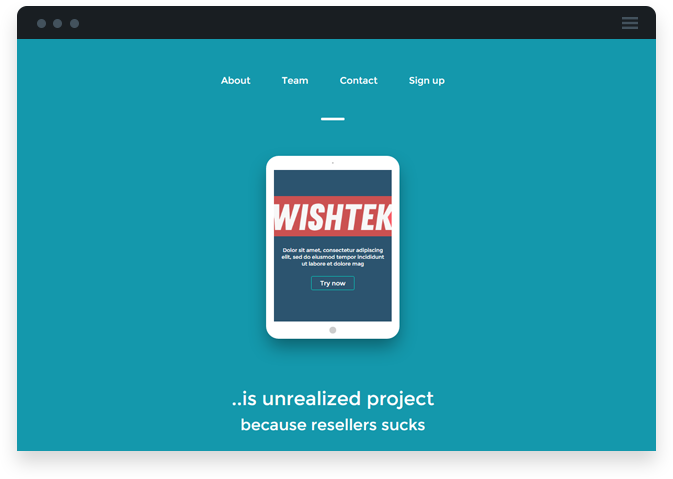 About Team Contact Sign up
WISHTEK
Dolor sit amet, consectetur adipiscing
elit, sed do eiusmod tempor incididunt
ut labore et dolore mag
Try now
..is unrealized project
because resellers sucks